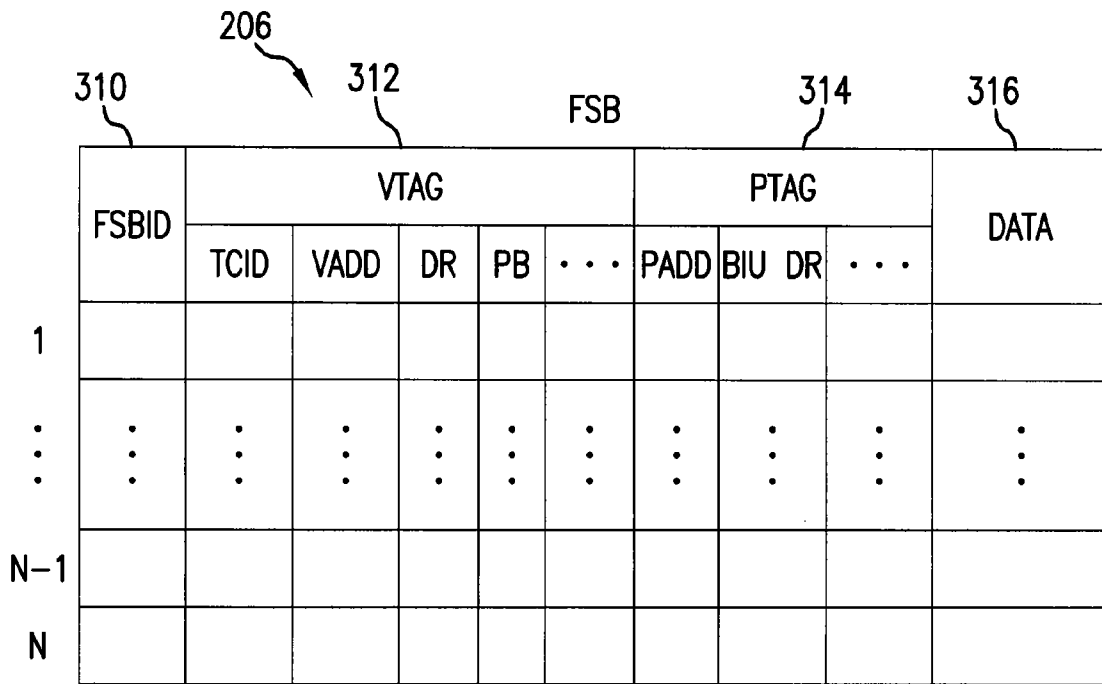 206
310 312 FSB 314 316
FSBID VTAG PTAG DATA
TCID VADD DR PB ... PADD BIU DR ...
1
N-1
N